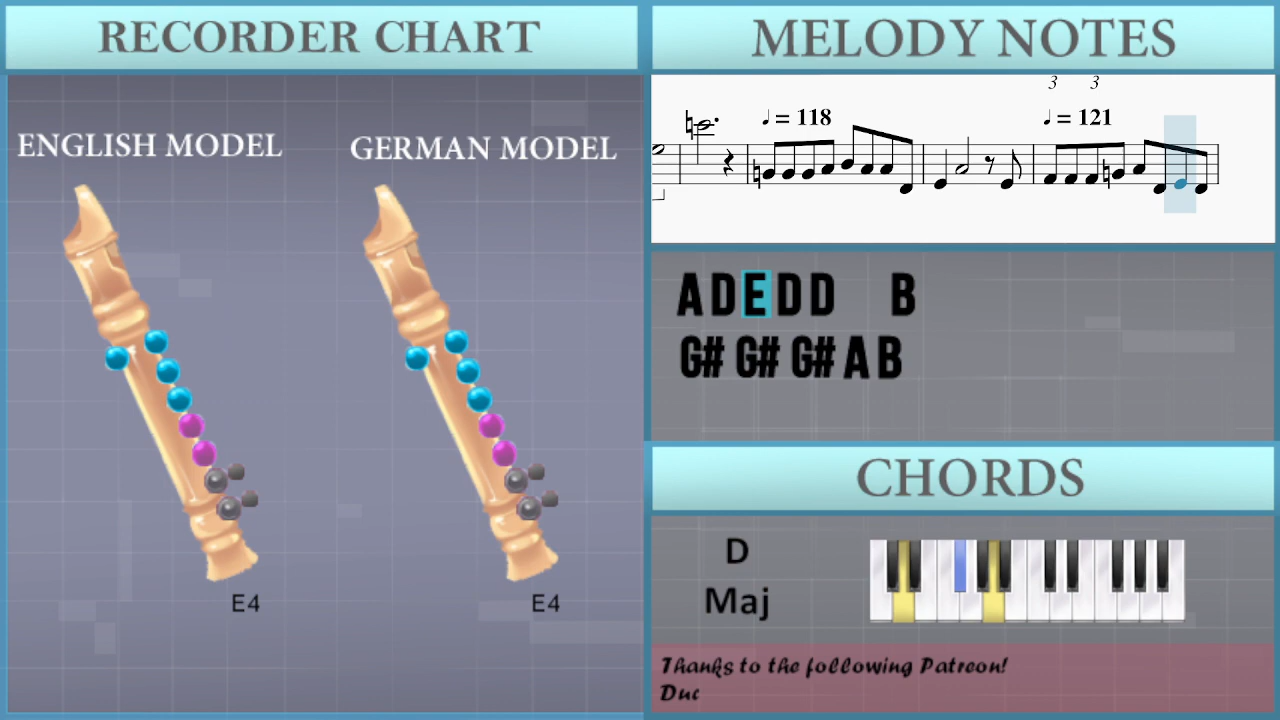 RECORDER CHART
ENGLISH MODEL
GERMAN MODEL
E4
E4
MELODY NOTES
3 3
♩ = 118
♩ = 121
A D E D D B
G# G# G# A B
CHORDS
D
Maj
Thanks to the following Patreon!
Duc